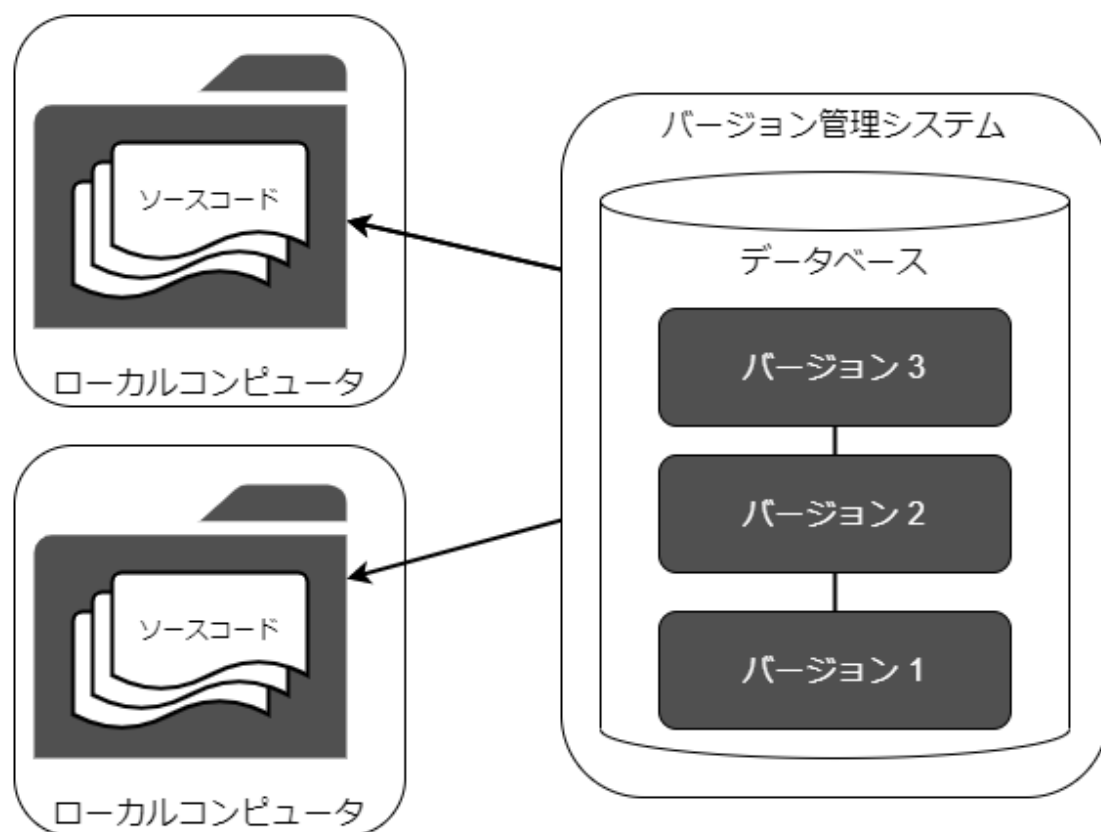 ソースコード
ローカルコンピュータ
ソースコード
ローカルコンピュータ
バージョン管理システム
データベース
バージョン 3
バージョン 2
バージョン 1